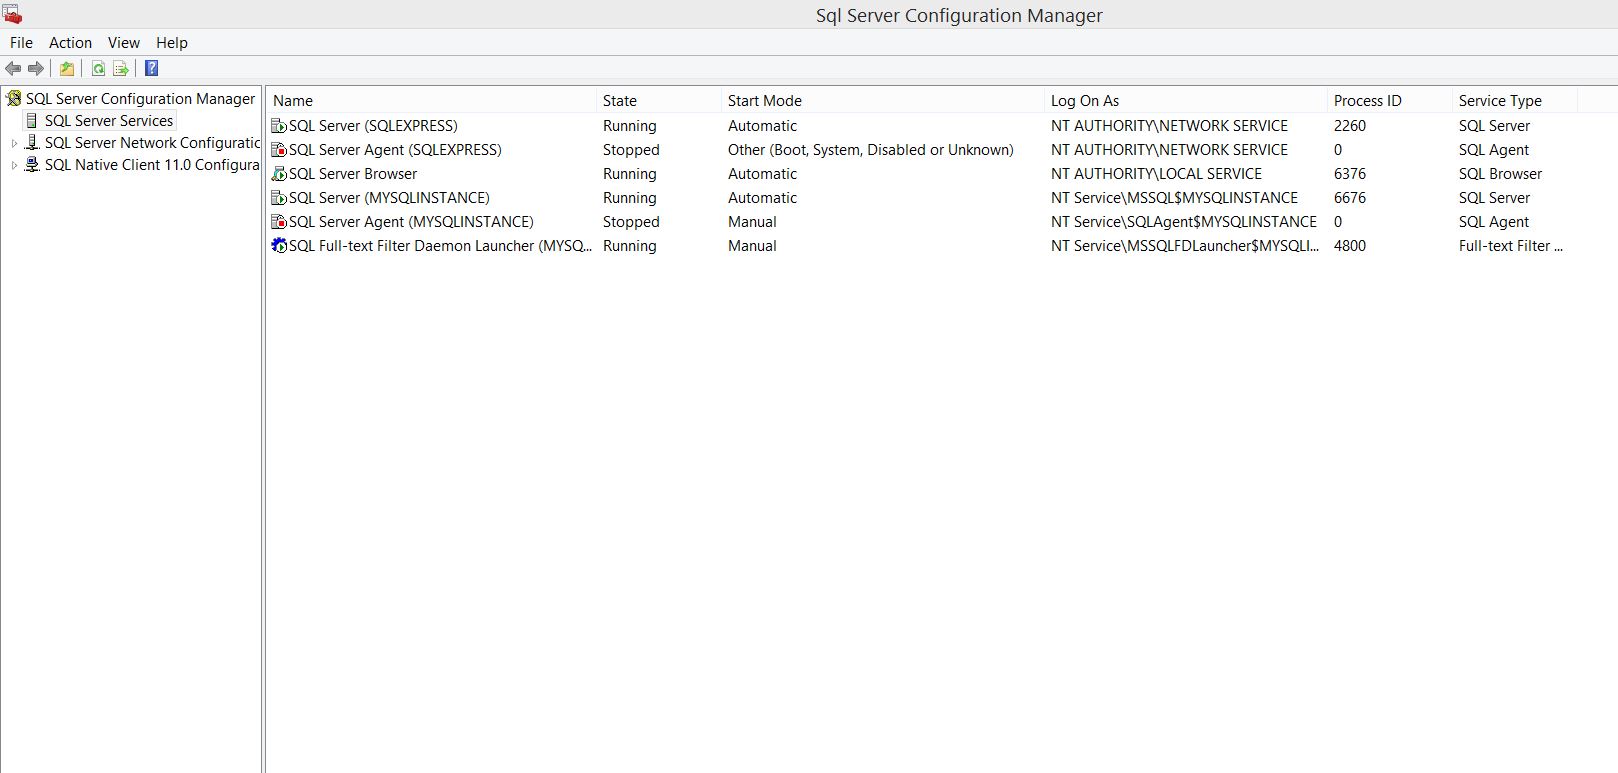 Sql Server Configuration Manager
File Action View Help
SQL Server Configuration Manager
SQL Server Services
SQL Server Network Configuratic
SQL Native Client 11.0 Configura
Name State Start Mode Log On As Process ID Service Type
SQL Server (SQLEXPRESS) Running Automatic NT AUTHORITY\NETWORK SERVICE 2260 SQL Server
SQL Server Agent (SQLEXPRESS) Stopped Other (Boot, System, Disabled or Unknown) NT AUTHORITY\NETWORK SERVICE 0 SQL Agent
SQL Server Browser Running Automatic NT AUTHORITY\LOCAL SERVICE 6376 SQL Browser
SQL Server (MYSQLINSTANCE) Running Automatic NT Service\MSSQL$MYSQLINSTANCE 6676 SQL Server
SQL Server Agent (MYSQLINSTANCE) Stopped Manual NT Service\SQLAgent$MYSQLINSTANCE 0 SQL Agent
SQL Full-text Filter Daemon Launcher (MYSQ... Running Manual NT Service\MSSQLFDLauncher$MYSQLI... 4800 Full-text Filter ...